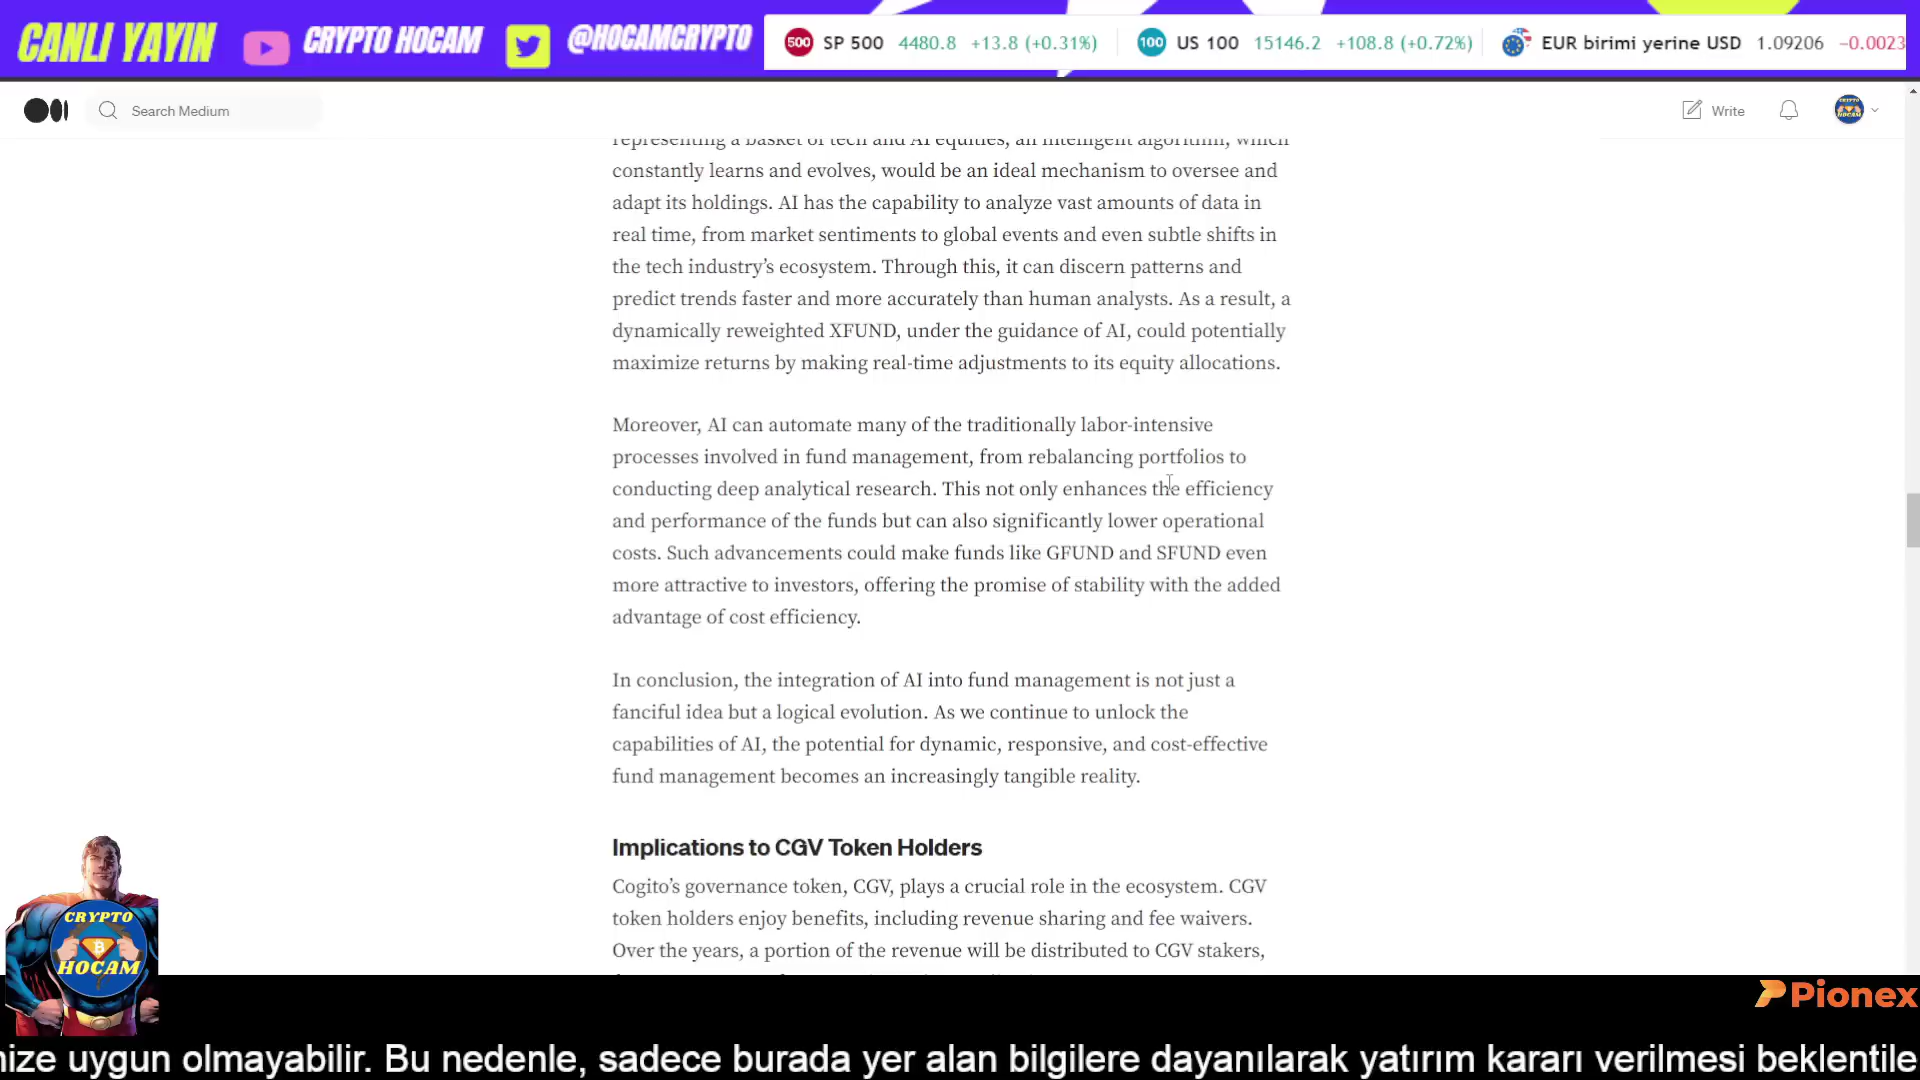 CANLI YAYIN
CRYPTO HOCAM
@HOCAMCRYPTO
500 SP 500 4480.8 +13.8 (+0.31%)
100 US 100 15146.2 +108.8 (+0.72%)
EUR birimi yerine USD 1.09206 −0.0023
Search Medium
Write
representing a basket of tech and AI equities, an intelligent algorithm, which
constantly learns and evolves, would be an ideal mechanism to oversee and
adapt its holdings. AI has the capability to analyze vast amounts of data in
real time, from market sentiments to global events and even subtle shifts in
the tech industry’s ecosystem. Through this, it can discern patterns and
predict trends faster and more accurately than human analysts. As a result, a
dynamically reweighted XFUND, under the guidance of AI, could potentially
maximize returns by making real-time adjustments to its equity allocations.
Moreover, AI can automate many of the traditionally labor-intensive
processes involved in fund management, from rebalancing portfolios to
conducting deep analytical research. This not only enhances the efficiency
and performance of the funds but can also significantly lower operational
costs. Such advancements could make funds like GFUND and SFUND even
more attractive to investors, offering the promise of stability with the added
advantage of cost efficiency.
In conclusion, the integration of AI into fund management is not just a
fanciful idea but a logical evolution. As we continue to unlock the
capabilities of AI, the potential for dynamic, responsive, and cost-effective
fund management becomes an increasingly tangible reality.
Implications to CGV Token Holders
Cogito’s governance token, CGV, plays a crucial role in the ecosystem. CGV
token holders enjoy benefits, including revenue sharing and fee waivers.
Over the years, a portion of the revenue will be distributed to CGV stakers,
CRYPTO
HOCAM
Pionex
nize uygun olmayabilir. Bu nedenle, sadece burada yer alan bilgilere dayanılarak yatırım kararı verilmesi beklentile